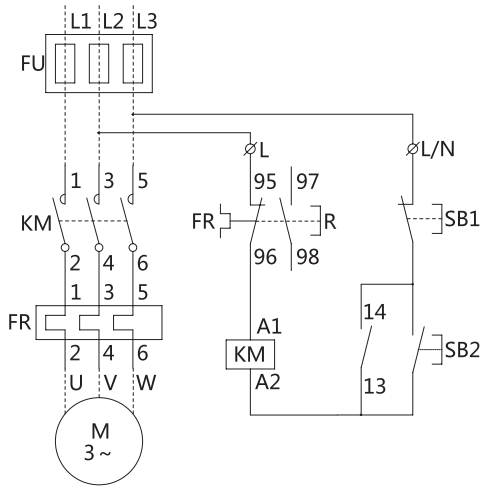 L1 L2 L3
FU
L L/N
1 3 5 95 97
KM FR R SB1
2 4 6 96 98
1 3 5
FR 14
A1
KM SB2
2 4 6
A2 13
U V W
M
3~